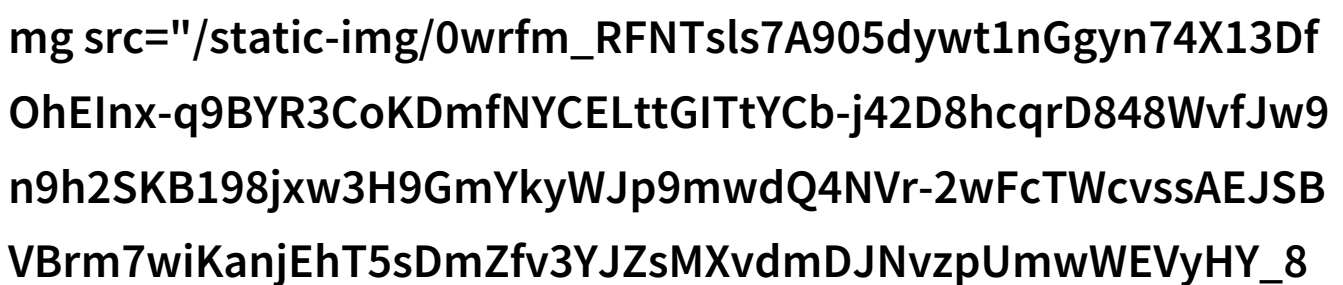 mg src="/static-img/0wrfm_RFNTsls7A905dywt1nGgyn74X13Df
OhEInx-q9BYR3CoKDmfNYCELttGITtYCb-j42D8hcqrD848WvfJw9
n9h2SKB198jxw3H9GmYkyWJp9mwdQ4NVr-2wFcTWcvssAEJSB
VBrm7wiKanjEhT5sDmZfv3YJZsMXvdmDJNvzpUmwWEVyHY_8